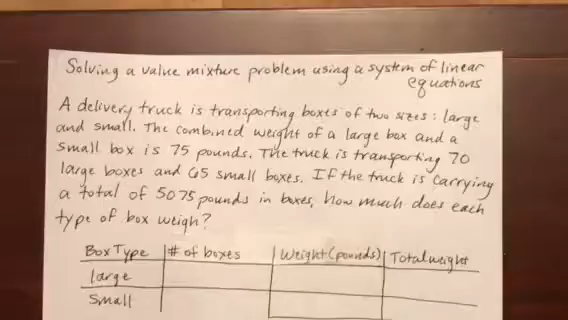 Solving a value mixture problem using a system of linear
equations
A delivery truck is transporting boxes of two sizes: large
and small. The combined weight of a large box and a
small box is 75 pounds. The truck is transporting 70
large boxes and 65 small boxes. If the truck is carrying
a total of 5075 pounds in boxes, how much does each
type of box weigh?
Box Type # of boxes Weight (pounds) Total weight
large
Small